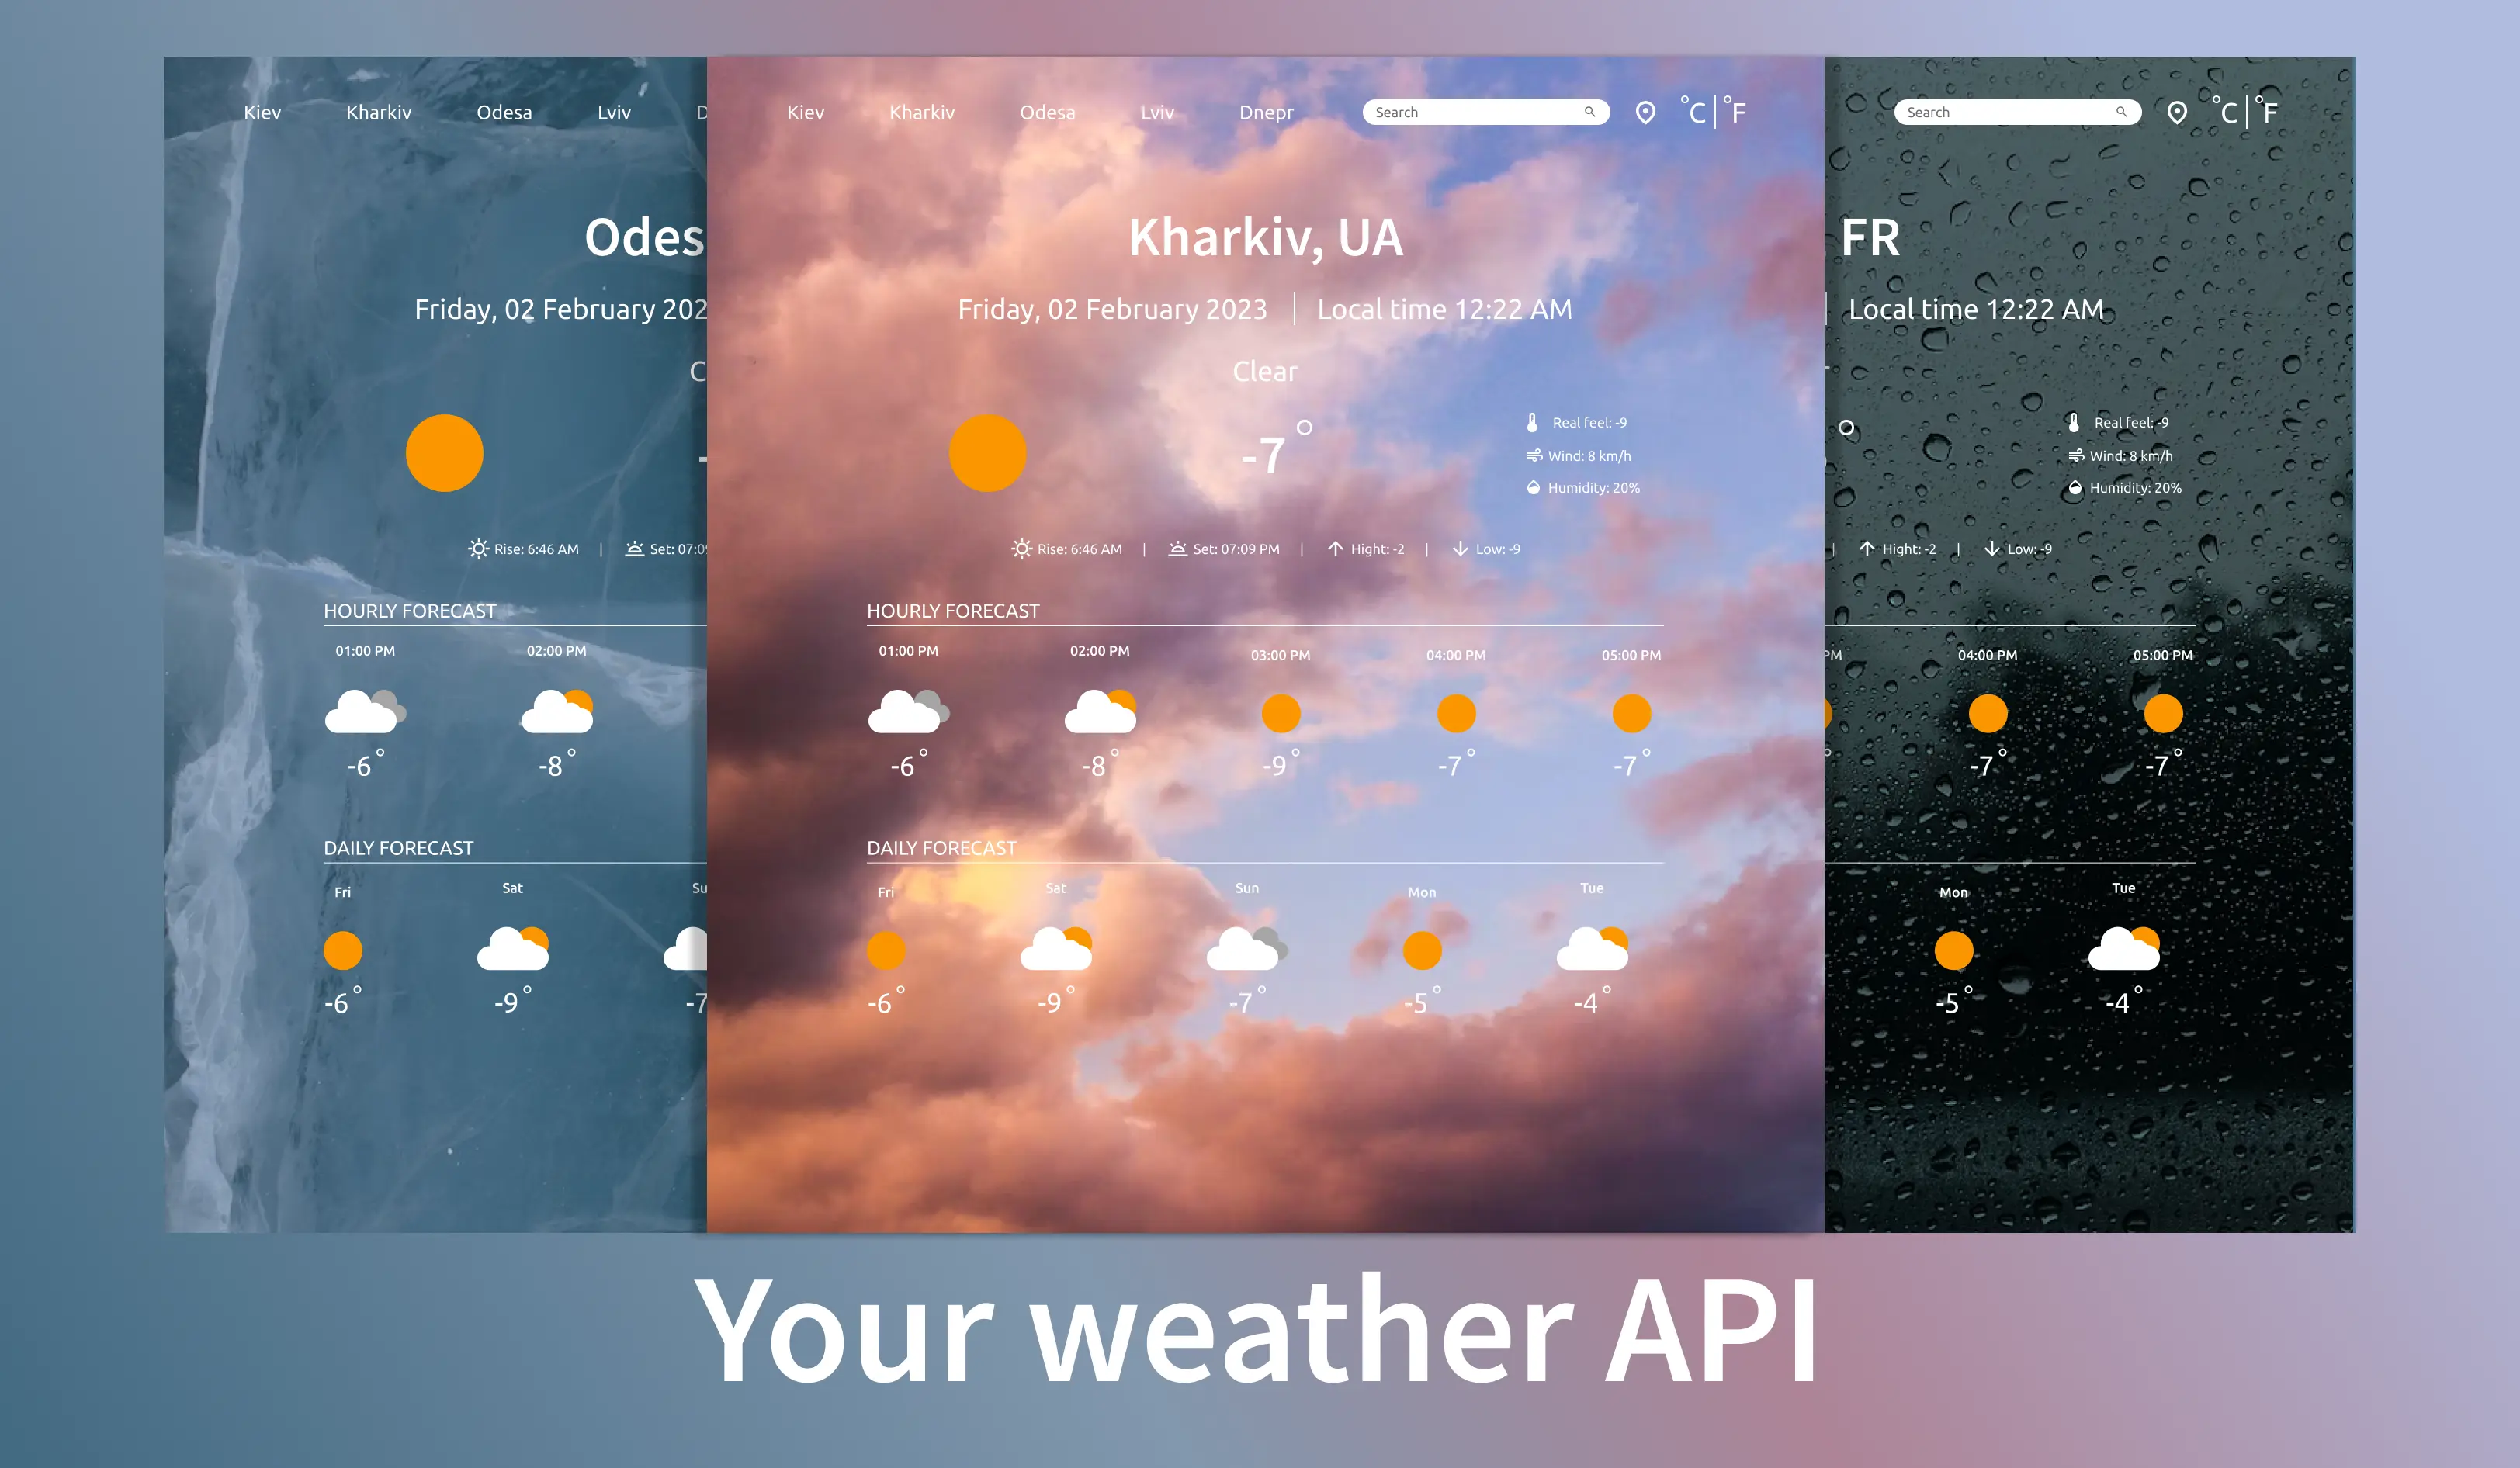 Kiev Kharkiv Odesa Lviv
Odes
Friday, 02 February 202
Rise: 6:46 AM | Set: 07:09
HOURLY FORECAST
01:00 PM 02:00 PM
-6° -8°
DAILY FORECAST
Fri Sat Su
-6° -9° -7
Kiev Kharkiv Odesa Lviv Dnepr Search °C | °F
Kharkiv, UA
Friday, 02 February 2023 | Local time 12:22 AM
Clear
-7°
Real feel: -9
Wind: 8 km/h
Humidity: 20%
Rise: 6:46 AM | Set: 07:09 PM | Hight: -2 | Low: -9
HOURLY FORECAST
01:00 PM 02:00 PM 03:00 PM 04:00 PM 05:00 PM
-6° -8° -9° -7° -7°
DAILY FORECAST
Fri Sat Sun Mon Tue
-6° -9° -7° -5° -4°
Search °C | °F
FR
Local time 12:22 AM
Real feel: -9
Wind: 8 km/h
Humidity: 20%
| Hight: -2 | Low: -9
PM 04:00 PM 05:00 PM
-7° -7°
Mon Tue
-5° -4°
Your weather API